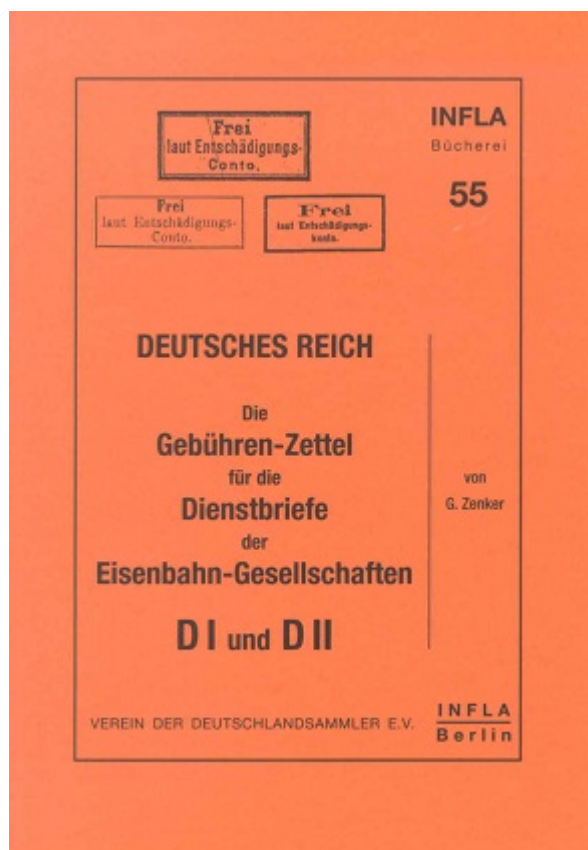 Frei
laut Entschädigungs-
Conto.
Frei
laut Entschädigungs-
Conto.
Frei
laut Entschädigungs-
konto.
INFLA
Bücherei
55
DEUTSCHES REICH
Die
Gebühren-Zettel
für die
Dienstbriefe
der
Eisenbahn-Gesellschaften
D I und D II
von
G. Zenker
VEREIN DER DEUTSCHLANDSAMMLER E.V.
INFLA
Berlin